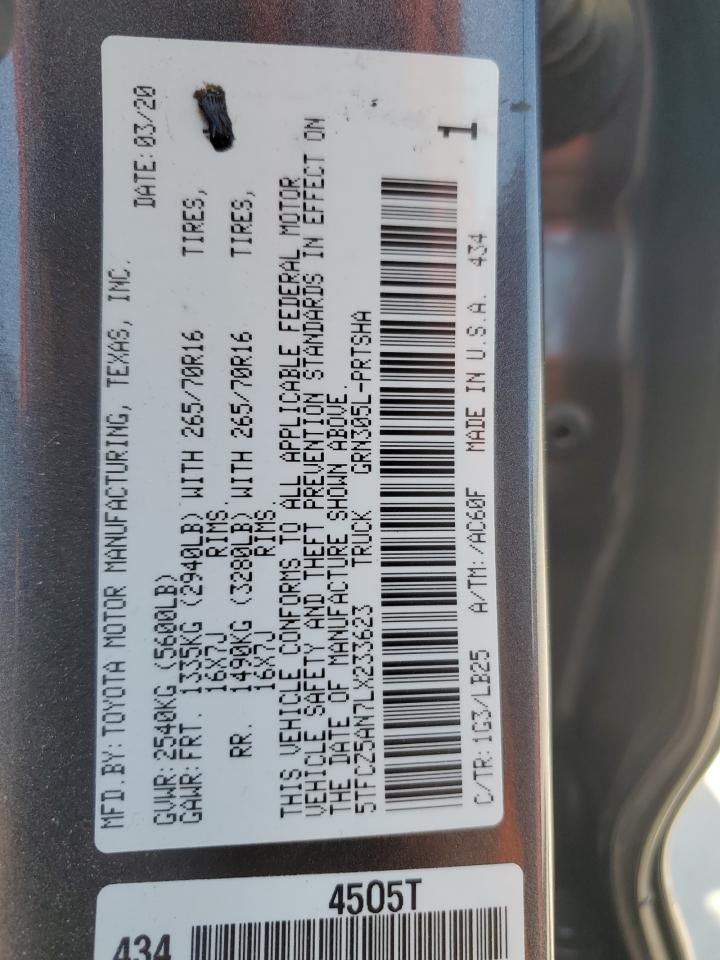 MFD.BY:TOYOTA MOTOR MANUFACTURING, TEXAS, INC.
DATE:03/20
GVWR:2540KG (5600LB)
GAWR:FRT. 1335KG (2940LB) WITH 265/70R16 TIRES,
16X7J RIMS.
RR. 1490KG (3280LB) WITH 265/70R16 TIRES,
16X7J RIMS.
THIS VEHICLE CONFORMS TO ALL APPLICABLE FEDERAL MOTOR
VEHICLE SAFETY AND THEFT PREVENTION STANDARDS IN EFFECT ON
THE DATE OF MANUFACTURE SHOWN ABOVE.
5TFCZ5AN7LX233623 TRUCK GRN305L-PRTSHA
1
C/TR:1G3/LB25 A/TM:/AC60F MADE IN U.S.A. 434
4505T
434